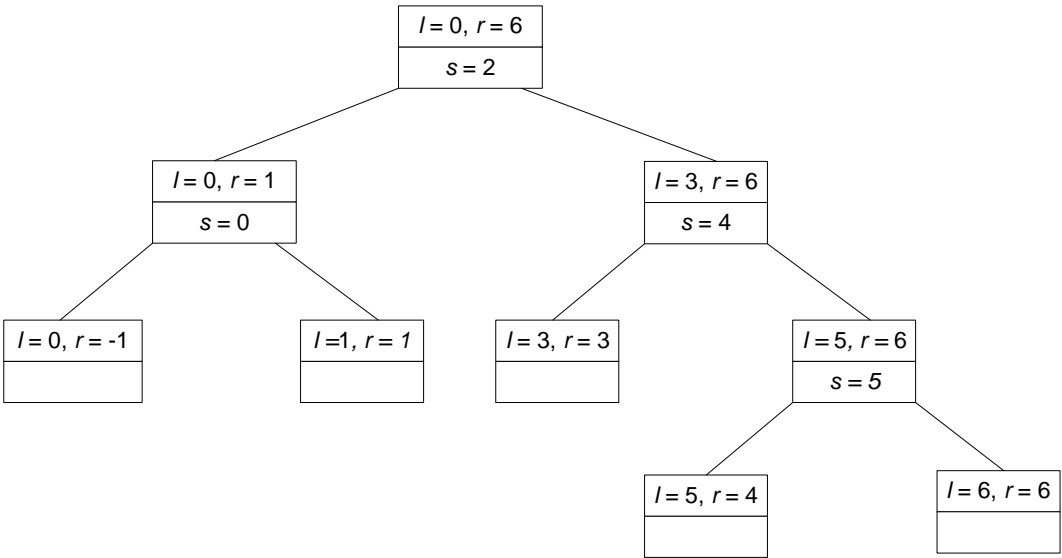 l = 0, r = 6
s = 2
l = 0, r = 1
s = 0
l = 3, r = 6
s = 4
l = 0, r = -1
l =1, r = 1
l = 3, r = 3
l = 5, r = 6
s = 5
l = 5, r = 4
l = 6, r = 6